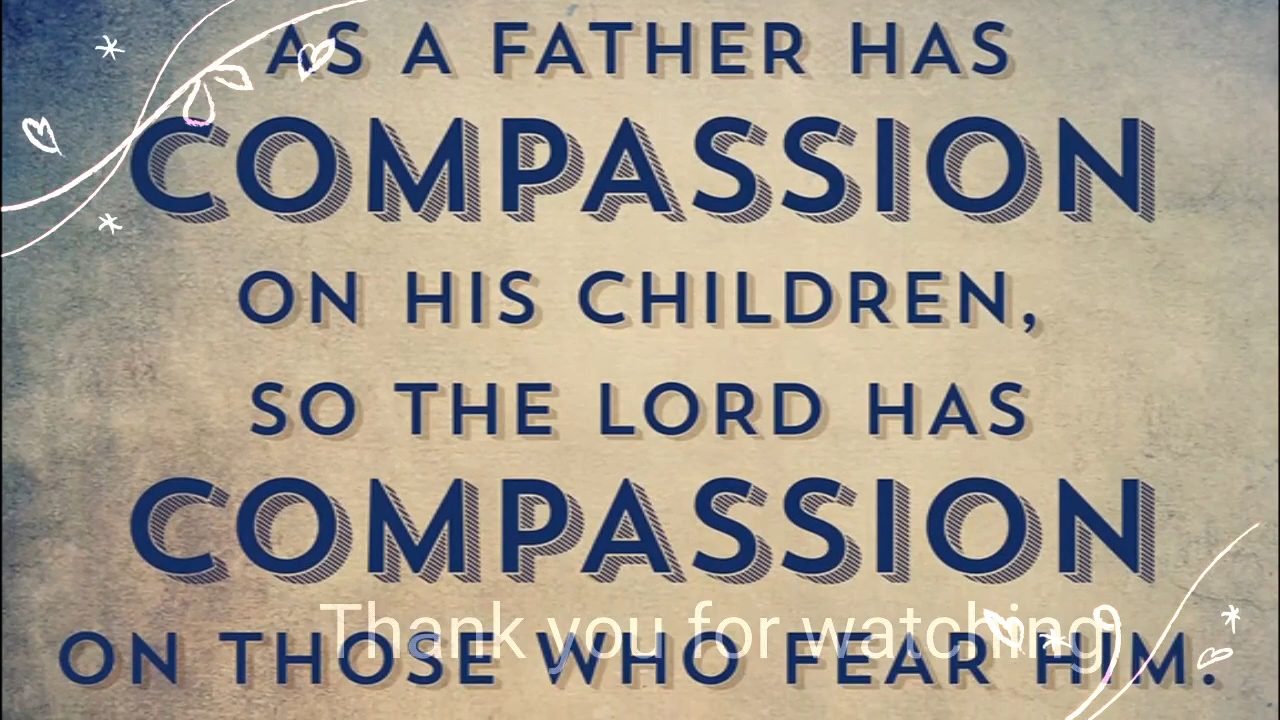 AS A FATHER HAS
COMPASSION
ON HIS CHILDREN,
SO THE LORD HAS
COMPASSION
Thank you for watching
ON THOSE WHO FEAR HIM.